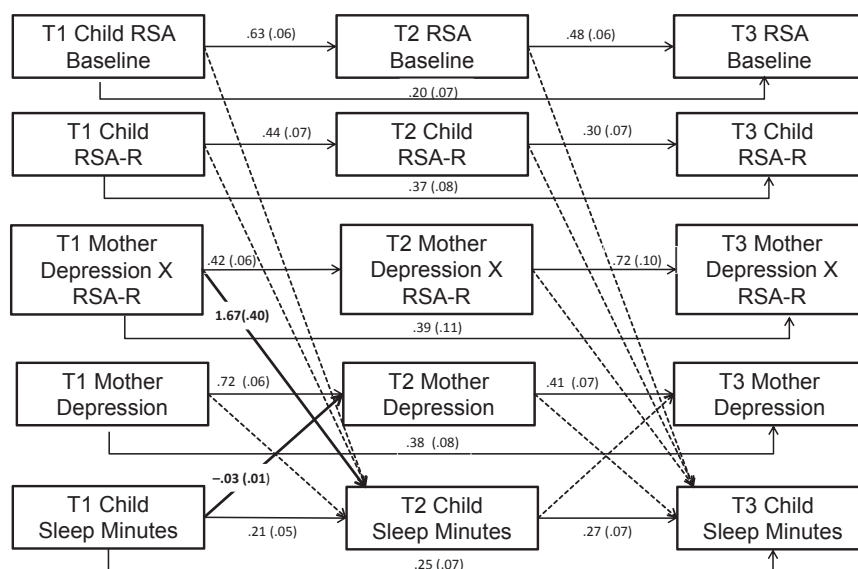 T1 Child RSA
Baseline
.63 (.06)
T2 RSA
Baseline
.48 (.06)
T3 RSA
Baseline
.20 (.07)
T1 Child
RSA-R
.44 (.07)
T2 Child
RSA-R
.30 (.07)
T3 Child
RSA-R
.37 (.08)
T1 Mother
Depression X
RSA-R
.42 (.06)
T2 Mother
Depression X
RSA-R
.72 (.10)
T3 Mother
Depression X
RSA-R
1.67(.40)
.39 (.11)
T1 Mother
Depression
.72 (.06)
T2 Mother
Depression
.41 (.07)
T3 Mother
Depression
.38 (.08)
–.03 (.01)
T1 Child
Sleep Minutes
.21 (.05)
T2 Child
Sleep Minutes
.27 (.07)
T3 Child
Sleep Minutes
.25 (.07)